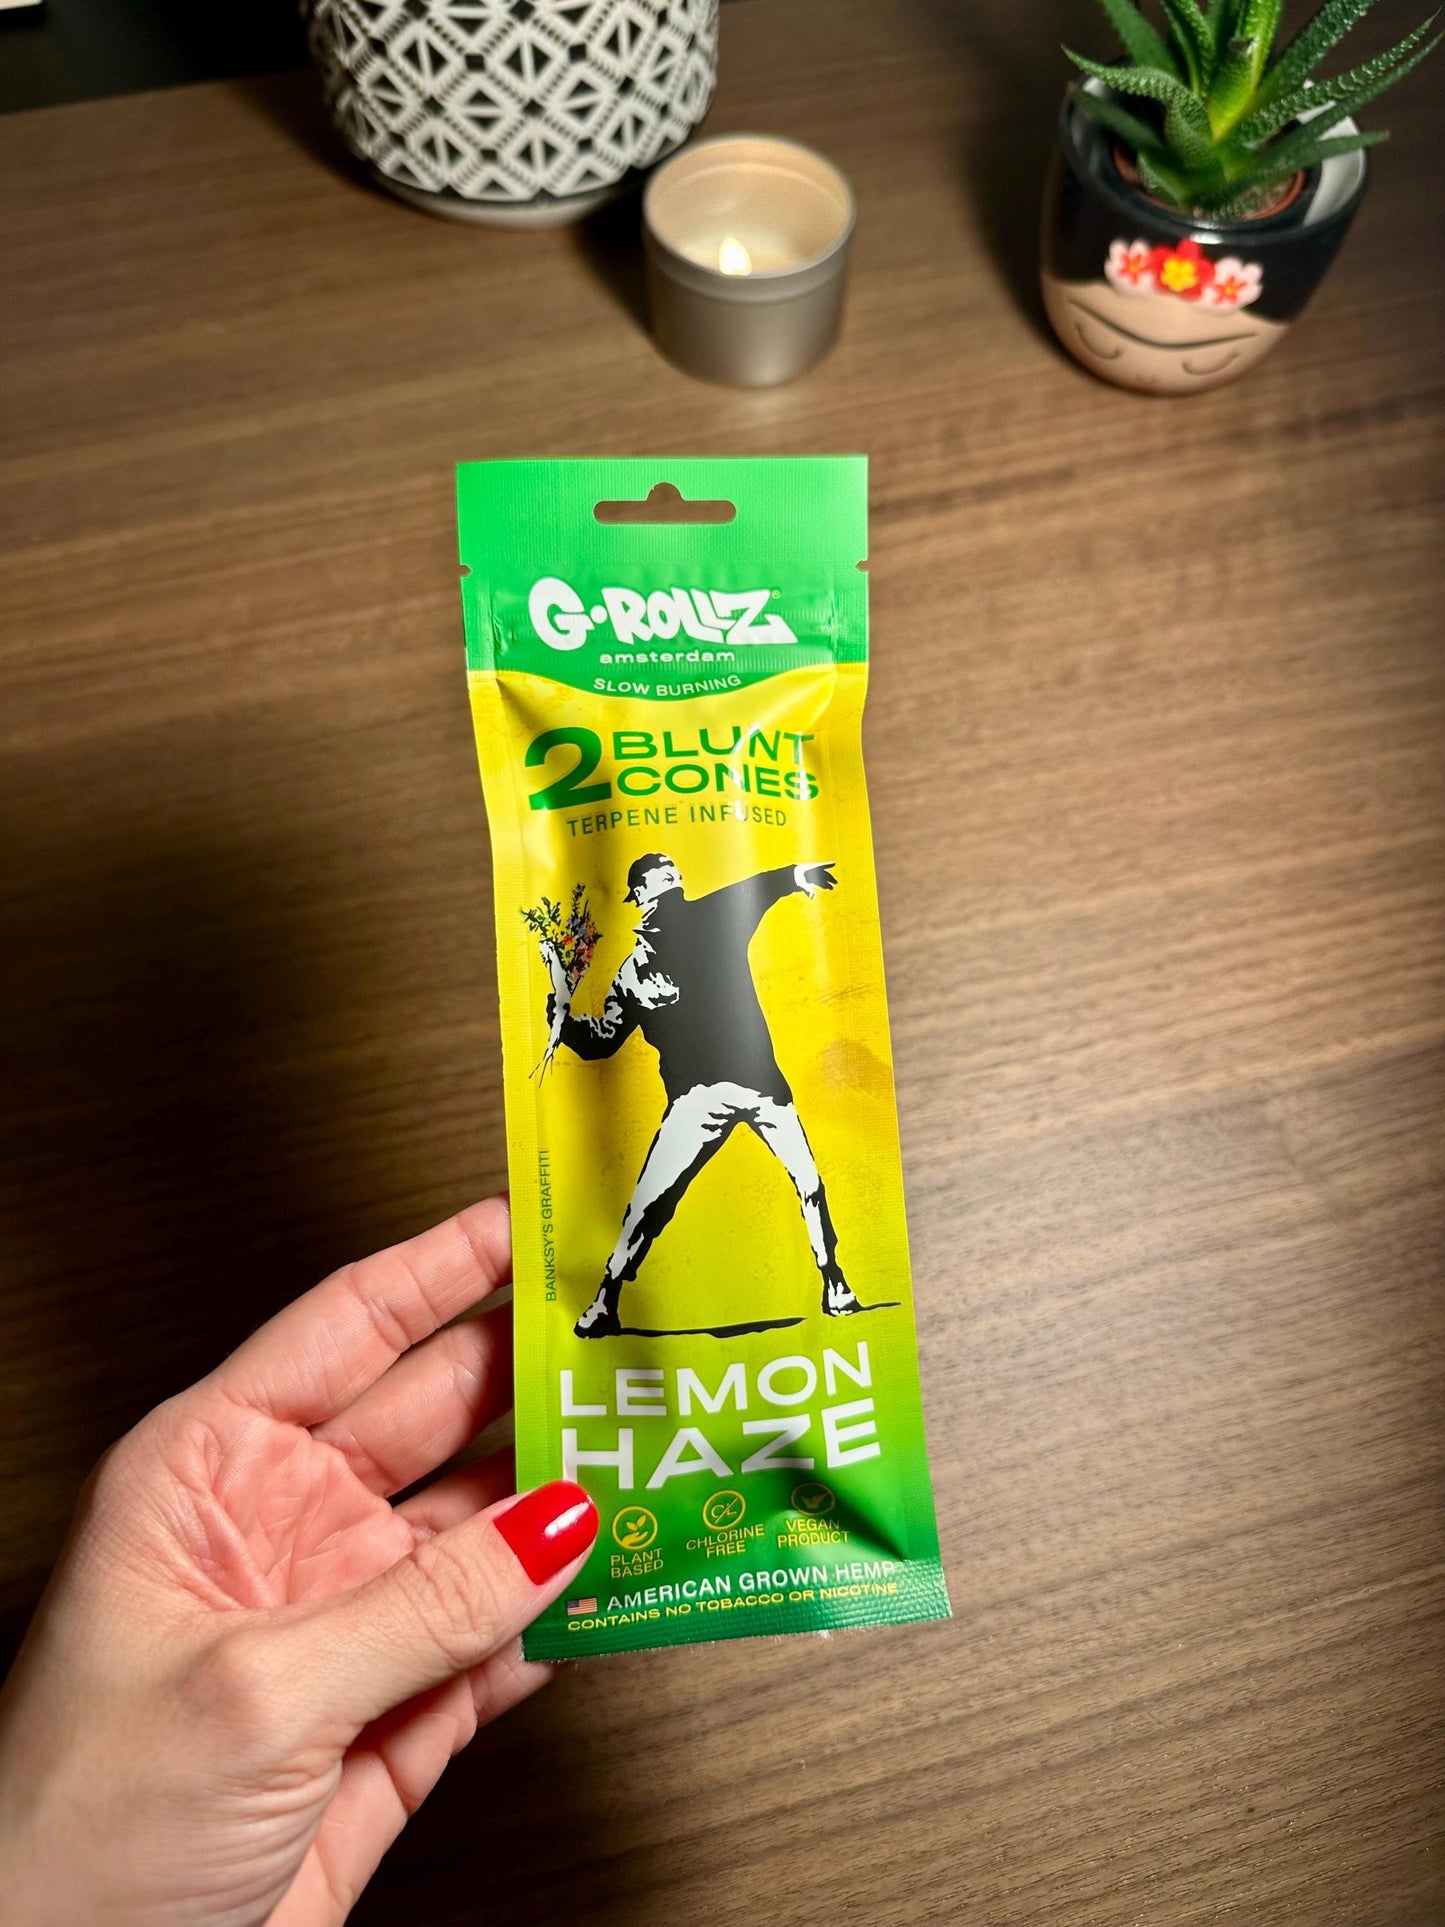 G·ROLLZ®
amsterdam
SLOW BURNING
2 BLUNT
CONES
TERPENE INFUSED
BANKSY'S GRAFFITI
LEMON
HAZE
PLANT
BASED
CL
CHLORINE
FREE
VEGAN
PRODUCT
AMERICAN GROWN HEMP
CONTAINS NO TOBACCO OR NICOTINE